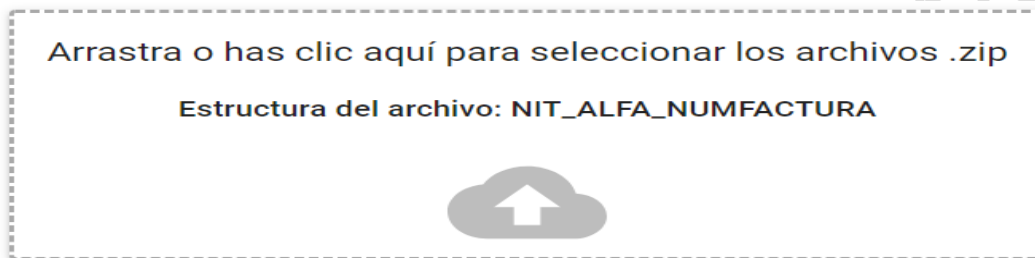 Arrastra o has clic aquí para seleccionar los archivos .zip
Estructura del archivo: NIT_ALFA_NUMFACTURA